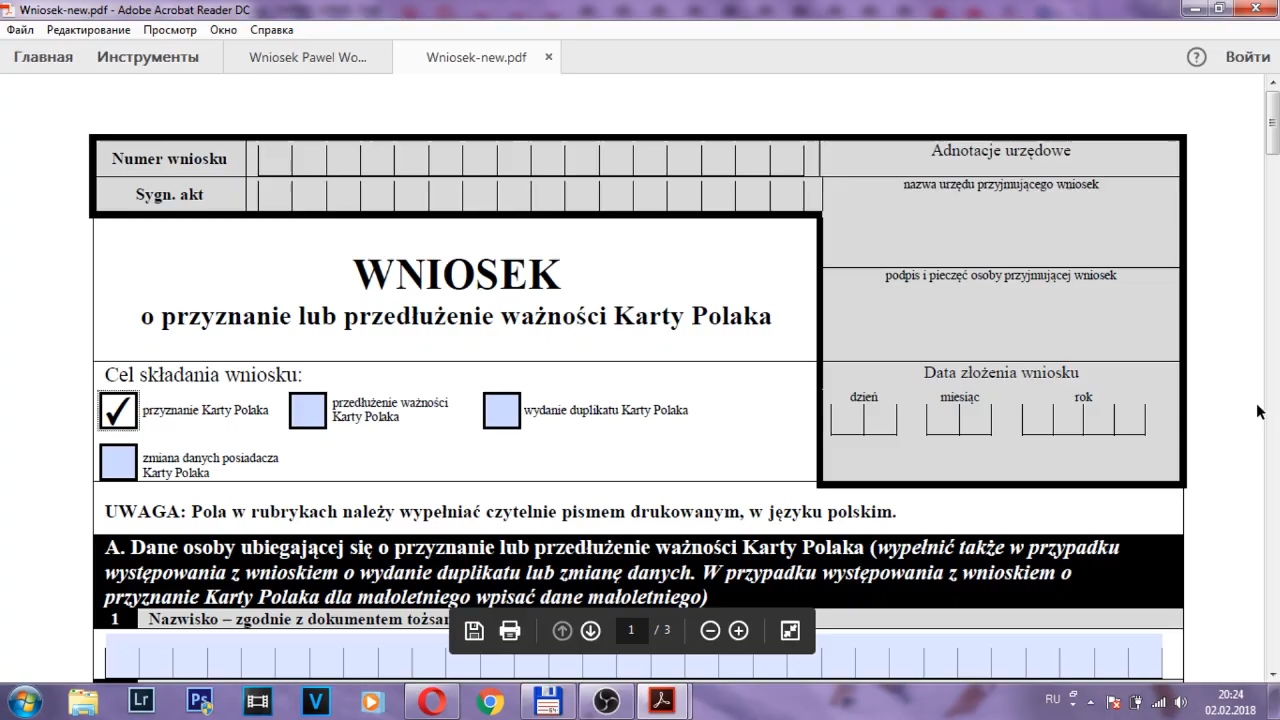 Wniosek-new.pdf - Adobe Acrobat Reader DC
Файл Редактирование Просмотр Окно Справка
Главная Инструменты Wniosek Pawel Wo... Wniosek-new.pdf × ? Войти
Numer wniosku
Sygn. akt
Adnotacje urzędowe
nazwa urzędu przyjmującego wniosek
podpis i pieczęć osoby przyjmującej wniosek
WNIOSEK
o przyznanie lub przedłużenie ważności Karty Polaka
Cel składania wniosku:
przyznanie Karty Polaka
przedłużenie ważności
Karty Polaka
wydanie duplikatu Karty Polaka
zmiana danych posiadacza
Karty Polaka
Data złożenia wniosku
dzień miesiąc rok
UWAGA: Pola w rubrykach należy wypełniać czytelnie pismem drukowanym, w języku polskim.
A. Dane osoby ubiegającej się o przyznanie lub przedłużenie ważności Karty Polaka (wypełnić także w przypadku
występowania z wnioskiem o wydanie duplikatu lub zmianę danych. W przypadku występowania z wnioskiem o
przyznanie Karty Polaka dla małoletniego wpisać dane małoletniego)
1 Nazwisko – zgodnie z dokumentem
1 / 3
Lr Ps V 64 RU 20:24
02.02.2018